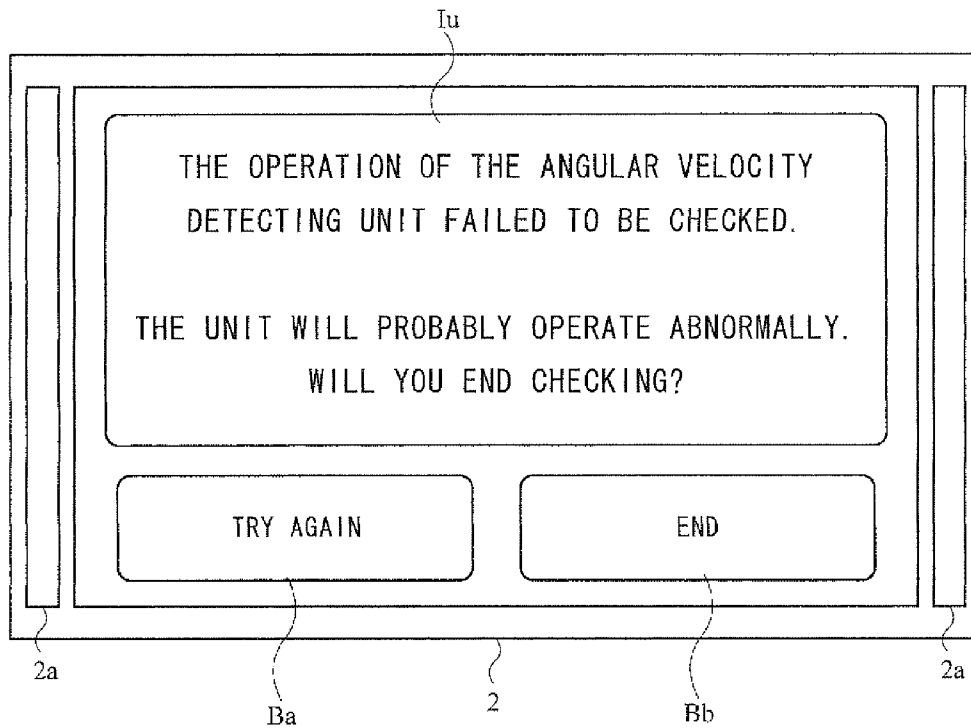 Iu
THE OPERATION OF THE ANGULAR VELOCITY
DETECTING UNIT FAILED TO BE CHECKED.
THE UNIT WILL PROBABLY OPERATE ABNORMALLY.
WILL YOU END CHECKING?
TRY AGAIN
END
2a
Ba
2
Bb
2a